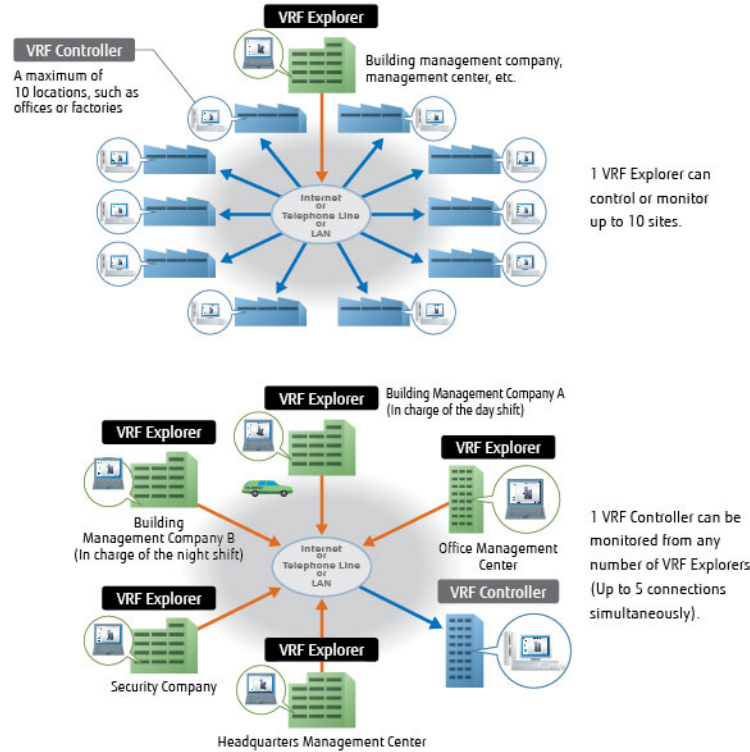 VRF Explorer
VRF Controller
A maximum of
10 locations, such as
offices or factories
Building management company,
management center, etc.
Internet
or
Telephone Line
or
LAN
1 VRF Explorer can
control or monitor
up to 10 sites.
VRF Explorer
Building Management Company A
(In charge of the day shift)
VRF Explorer
Building
Management Company B
(In charge of the night shift)
VRF Explorer
Office Management
Center
Internet
or
Telephone Line
or
LAN
1 VRF Controller can be
monitored from any
number of VRF Explorers
(Up to 5 connections
simultaneously).
VRF Explorer
Security Company
VRF Controller
VRF Explorer
Headquarters Management Center